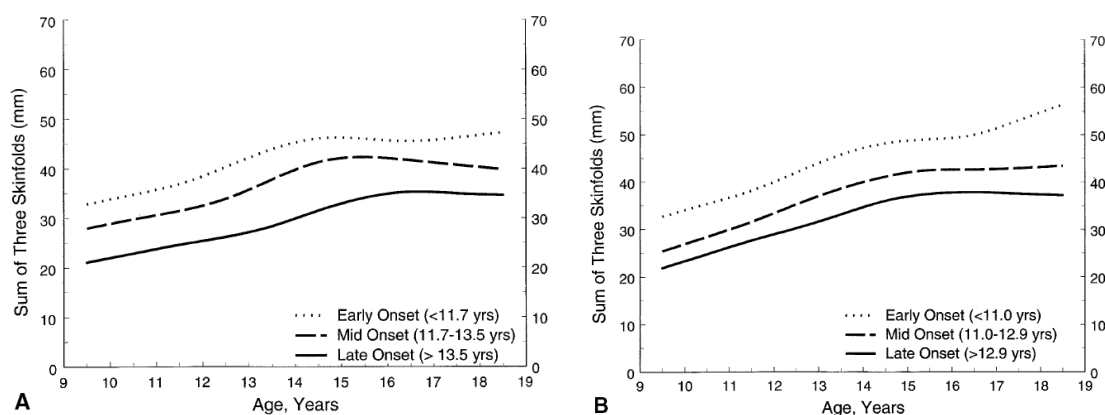 70
60
50
40
30
20
10
0
Sum of Three Skinfolds (mm)
70
60
50
40
30
20
10
0
Early Onset (<11.7 yrs)
Mid Onset (11.7-13.5 yrs)
Late Onset (> 13.5 yrs)
9 10 11 12 13 14 15 16 17 18 19
Age, Years
A
70
60
50
40
30
20
10
0
Sum of Three Skinfolds (mm)
70
60
50
40
30
20
10
0
Early Onset (<11.0 yrs)
Mid Onset (11.0-12.9 yrs)
Late Onset (>12.9 yrs)
9 10 11 12 13 14 15 16 17 18 19
Age, Years
B